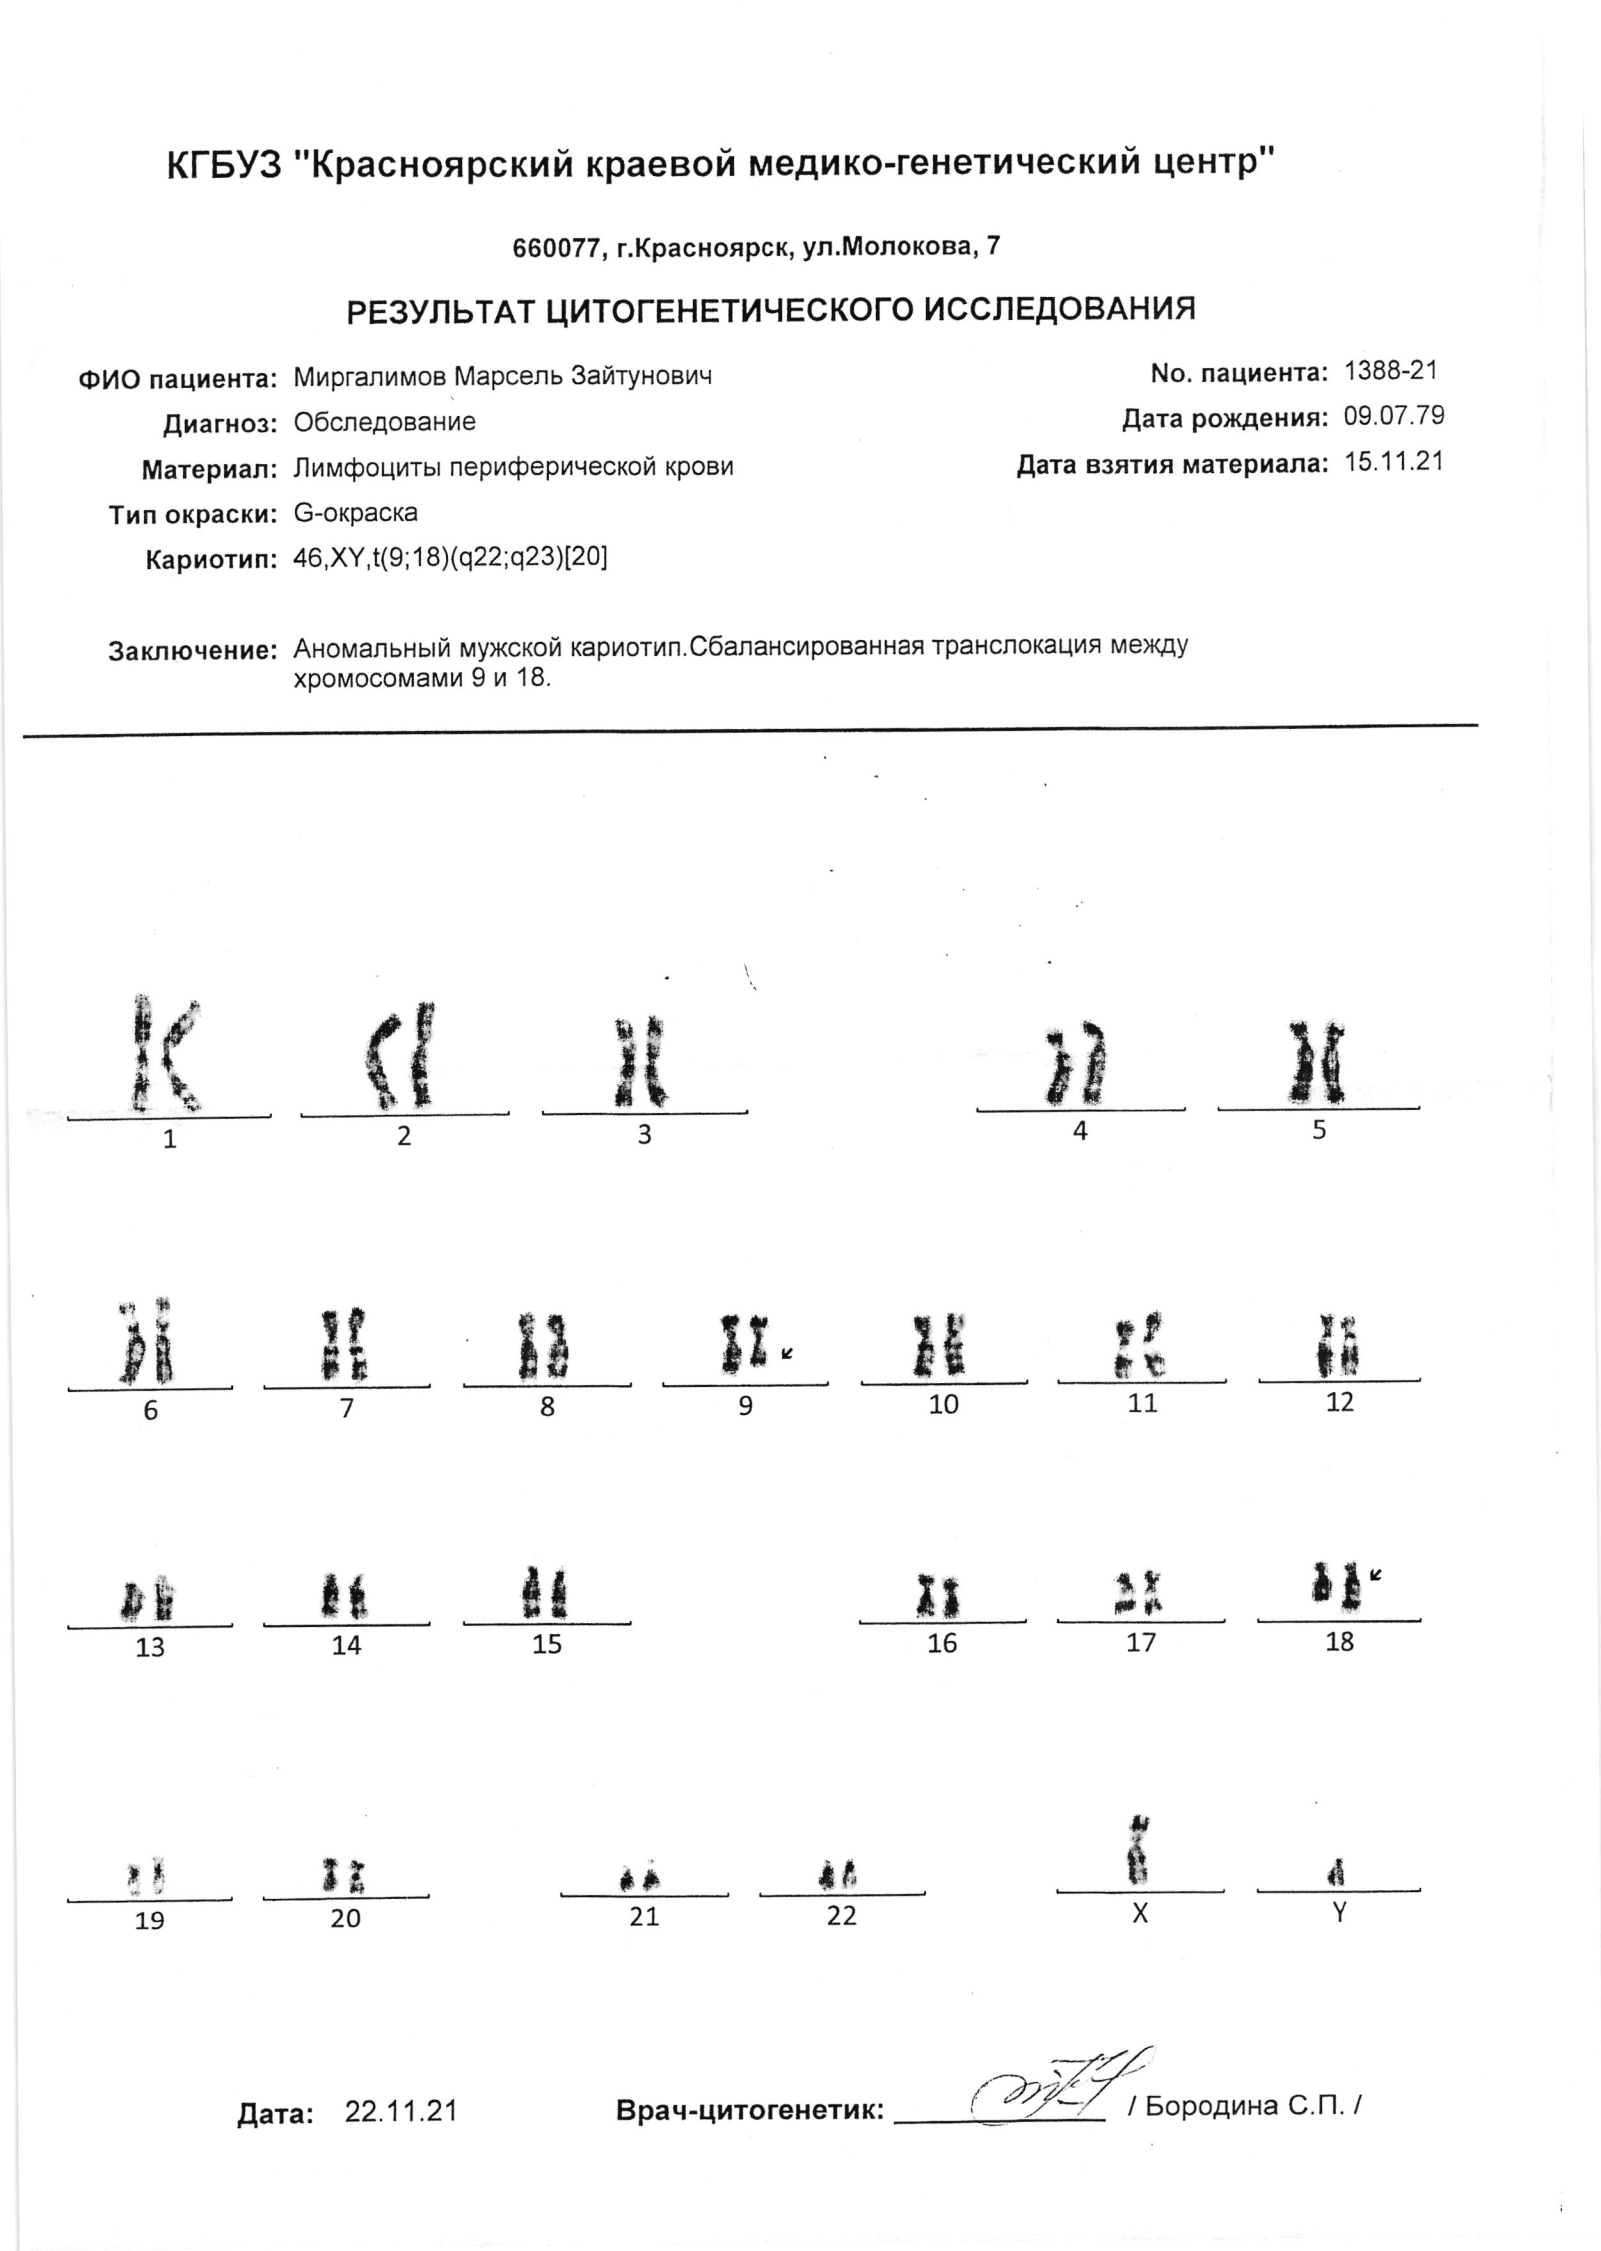 КГБУЗ "Красноярский краевой медико-генетический центр"
660077, г.Красноярск, ул.Молокова, 7
РЕЗУЛЬТАТ ЦИТОГЕНЕТИЧЕСКОГО ИССЛЕДОВАНИЯ
ФИО пациента: Миргалимов Марсель Зайтунович No. пациента: 1388-21
Диагноз: Обследование Дата рождения: 09.07.79
Материал: Лимфоциты периферической крови Дата взятия материала: 15.11.21
Тип окраски: G-окраска
Кариотип: 46,XY,t(9;18)(q22;q23)[20]
Заключение: Аномальный мужской кариотип.Сбалансированная транслокация между
хромосомами 9 и 18.
1 2 3 4 5
6 7 8 9 10 11 12
13 14 15 16 17 18
19 20 21 22 X Y
Дата: 22.11.21 Врач-цитогенетик: / Бородина С.П. /